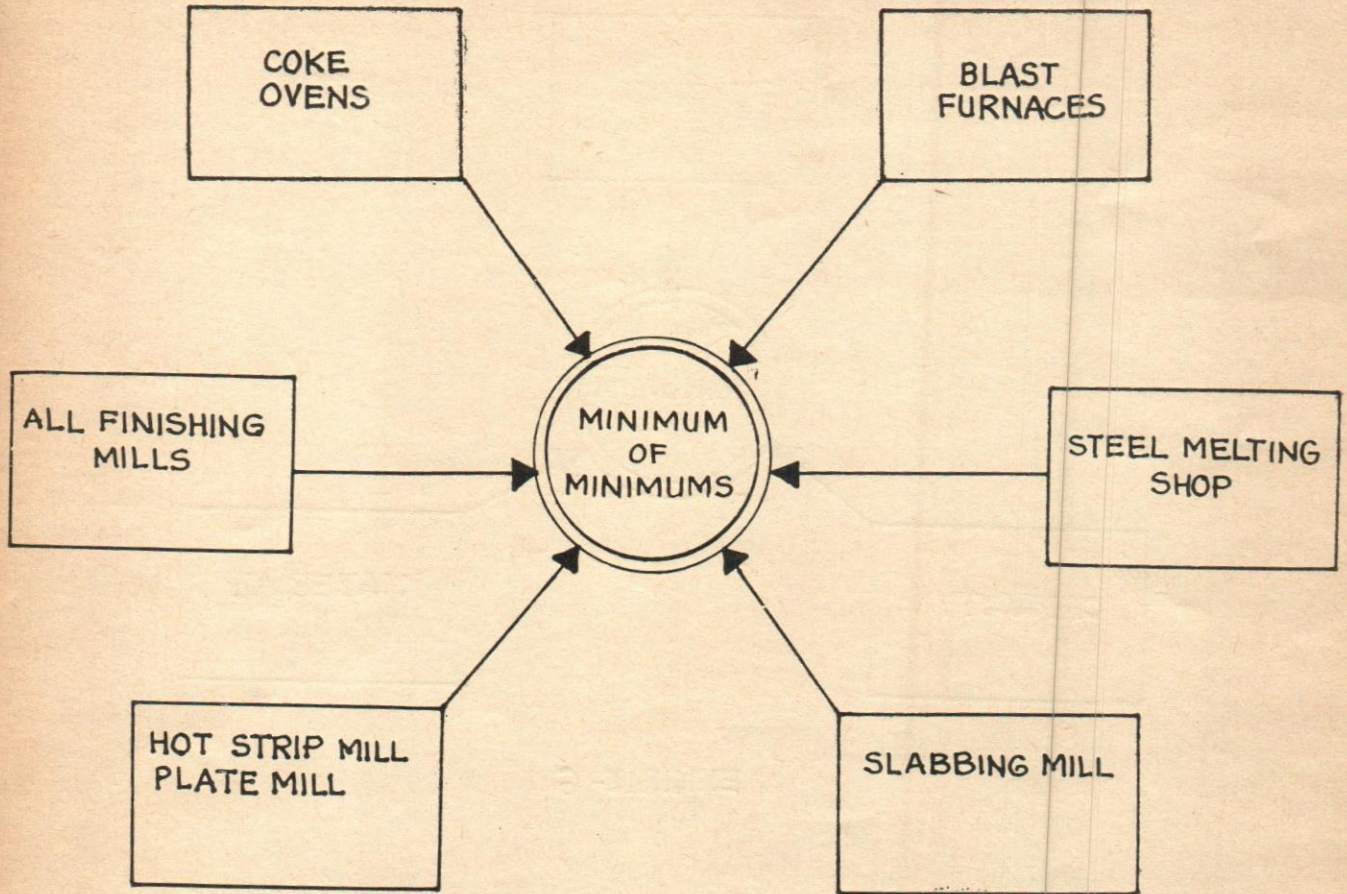 COKE
OVENS
BLAST
FURNACES
ALL FINISHING
MILLS
MINIMUM
OF
MINIMUMS
STEEL MELTING
SHOP
HOT STRIP MILL
PLATE MILL
SLABBING MILL